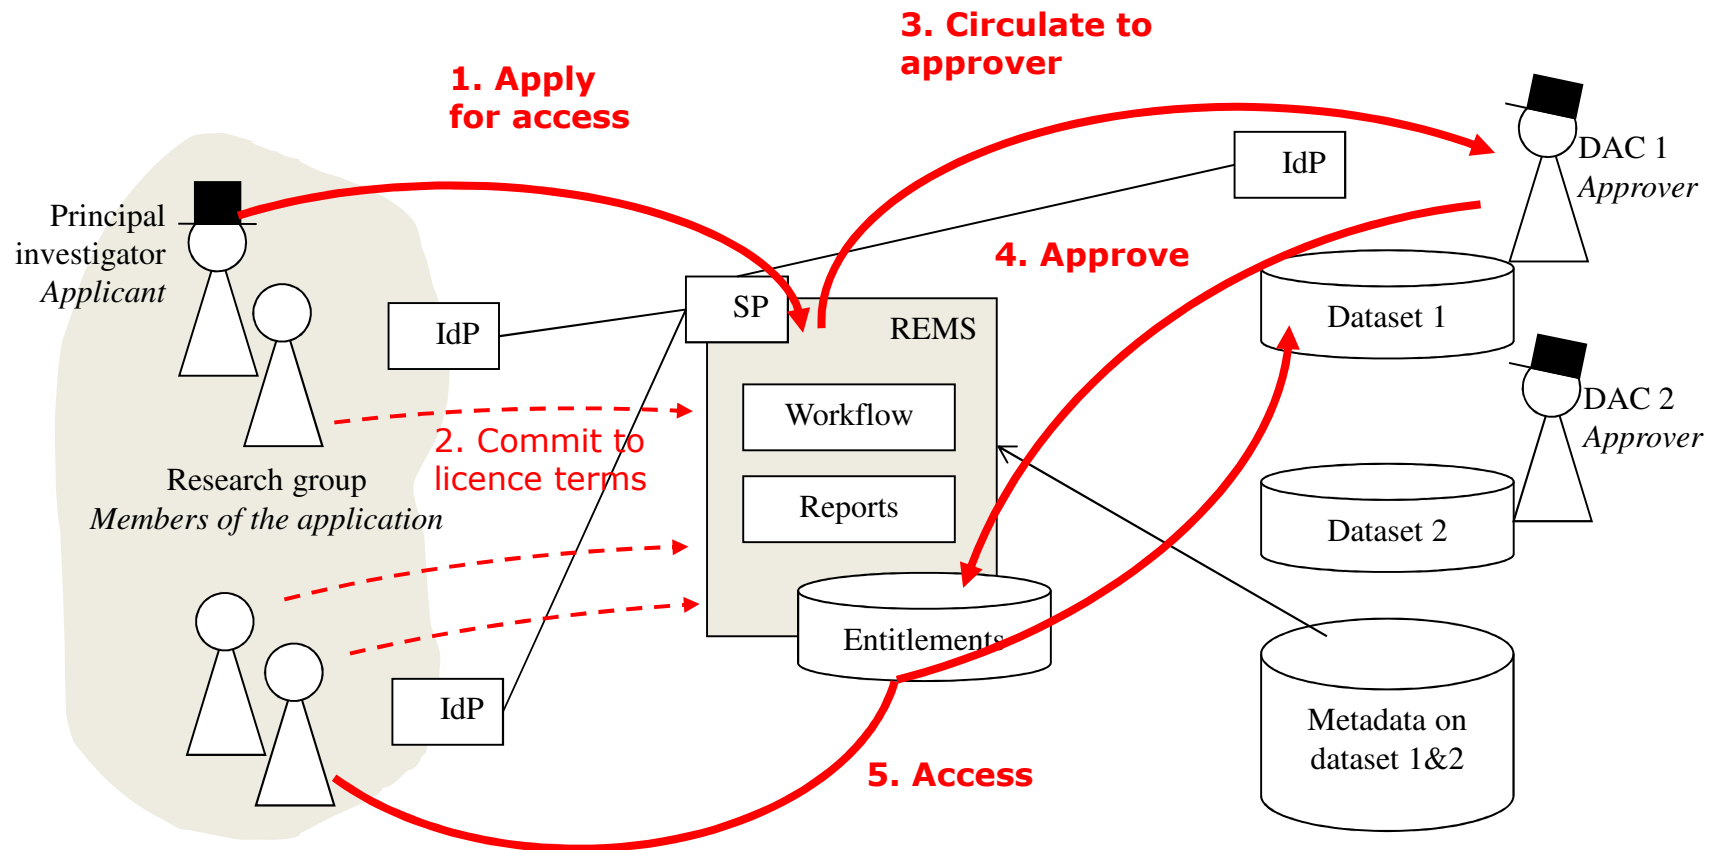 3. Circulate to
approver
1. Apply
for access
DAC 1
Approver
IdP
Principal
investigator
Applicant
4. Approve
SP
IdP
REMS
Dataset 1
Workflow
DAC 2
Approver
2. Commit to
licence terms
Research group
Members of the application
Reports
Dataset 2
Entitlements
IdP
Metadata on
dataset 1&2
5. Access